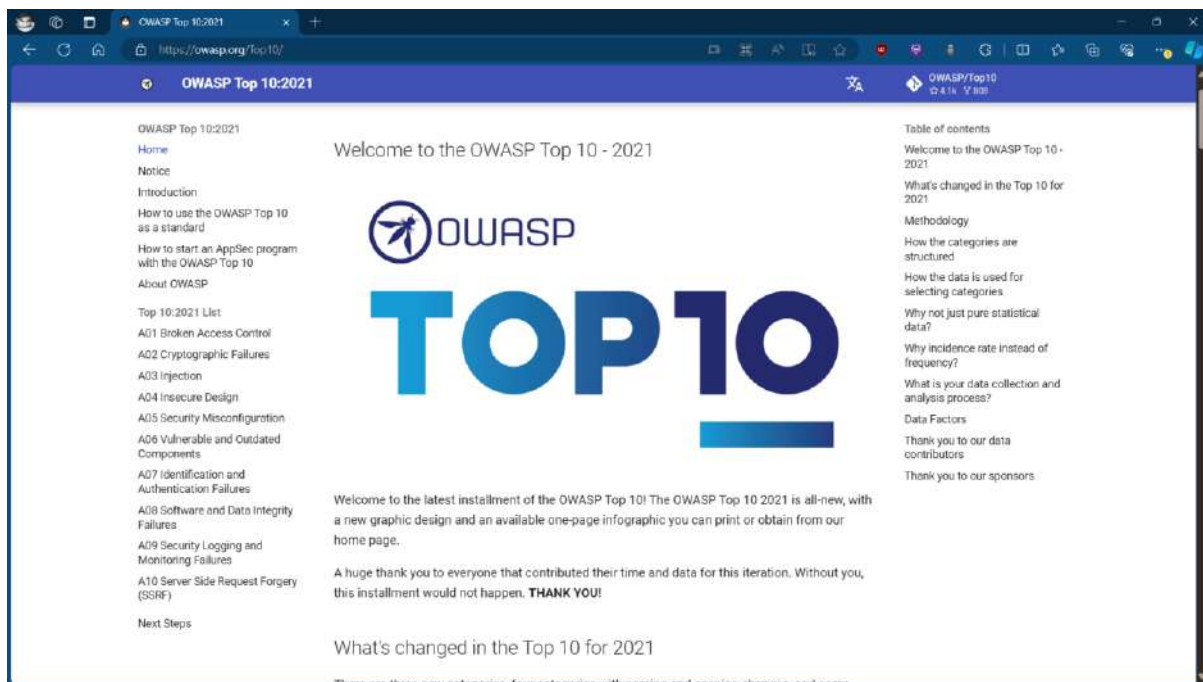 OWASP Top 10:2021
https://owasp.org/Top10/
OWASP Top 10:2021
OWASP/Top10
4.1k 808
OWASP Top 10:2021
Home
Notice
Introduction
How to use the OWASP Top 10
as a standard
How to start an AppSec program
with the OWASP Top 10
About OWASP
Top 10:2021 List
A01 Broken Access Control
A02 Cryptographic Failures
A03 Injection
A04 Insecure Design
A05 Security Misconfiguration
A06 Vulnerable and Outdated
Components
A07 Identification and
Authentication Failures
A08 Software and Data Integrity
Failures
A09 Security Logging and
Monitoring Failures
A10 Server Side Request Forgery
(SSRF)
Next Steps
Welcome to the OWASP Top 10 - 2021
OWASP
TOP10
Welcome to the latest installment of the OWASP Top 10! The OWASP Top 10 2021 is all-new, with
a new graphic design and an available one-page infographic you can print or obtain from our
home page.
A huge thank you to everyone that contributed their time and data for this iteration. Without you,
this installment would not happen. THANK YOU!
What's changed in the Top 10 for 2021
Table of contents
Welcome to the OWASP Top 10 -
2021
What's changed in the Top 10 for
2021
Methodology
How the categories are
structured
How the data is used for
selecting categories
Why not just pure statistical
data?
Why incidence rate instead of
frequency?
What is your data collection and
analysis process?
Data Factors
Thank you to our data
contributors
Thank you to our sponsors